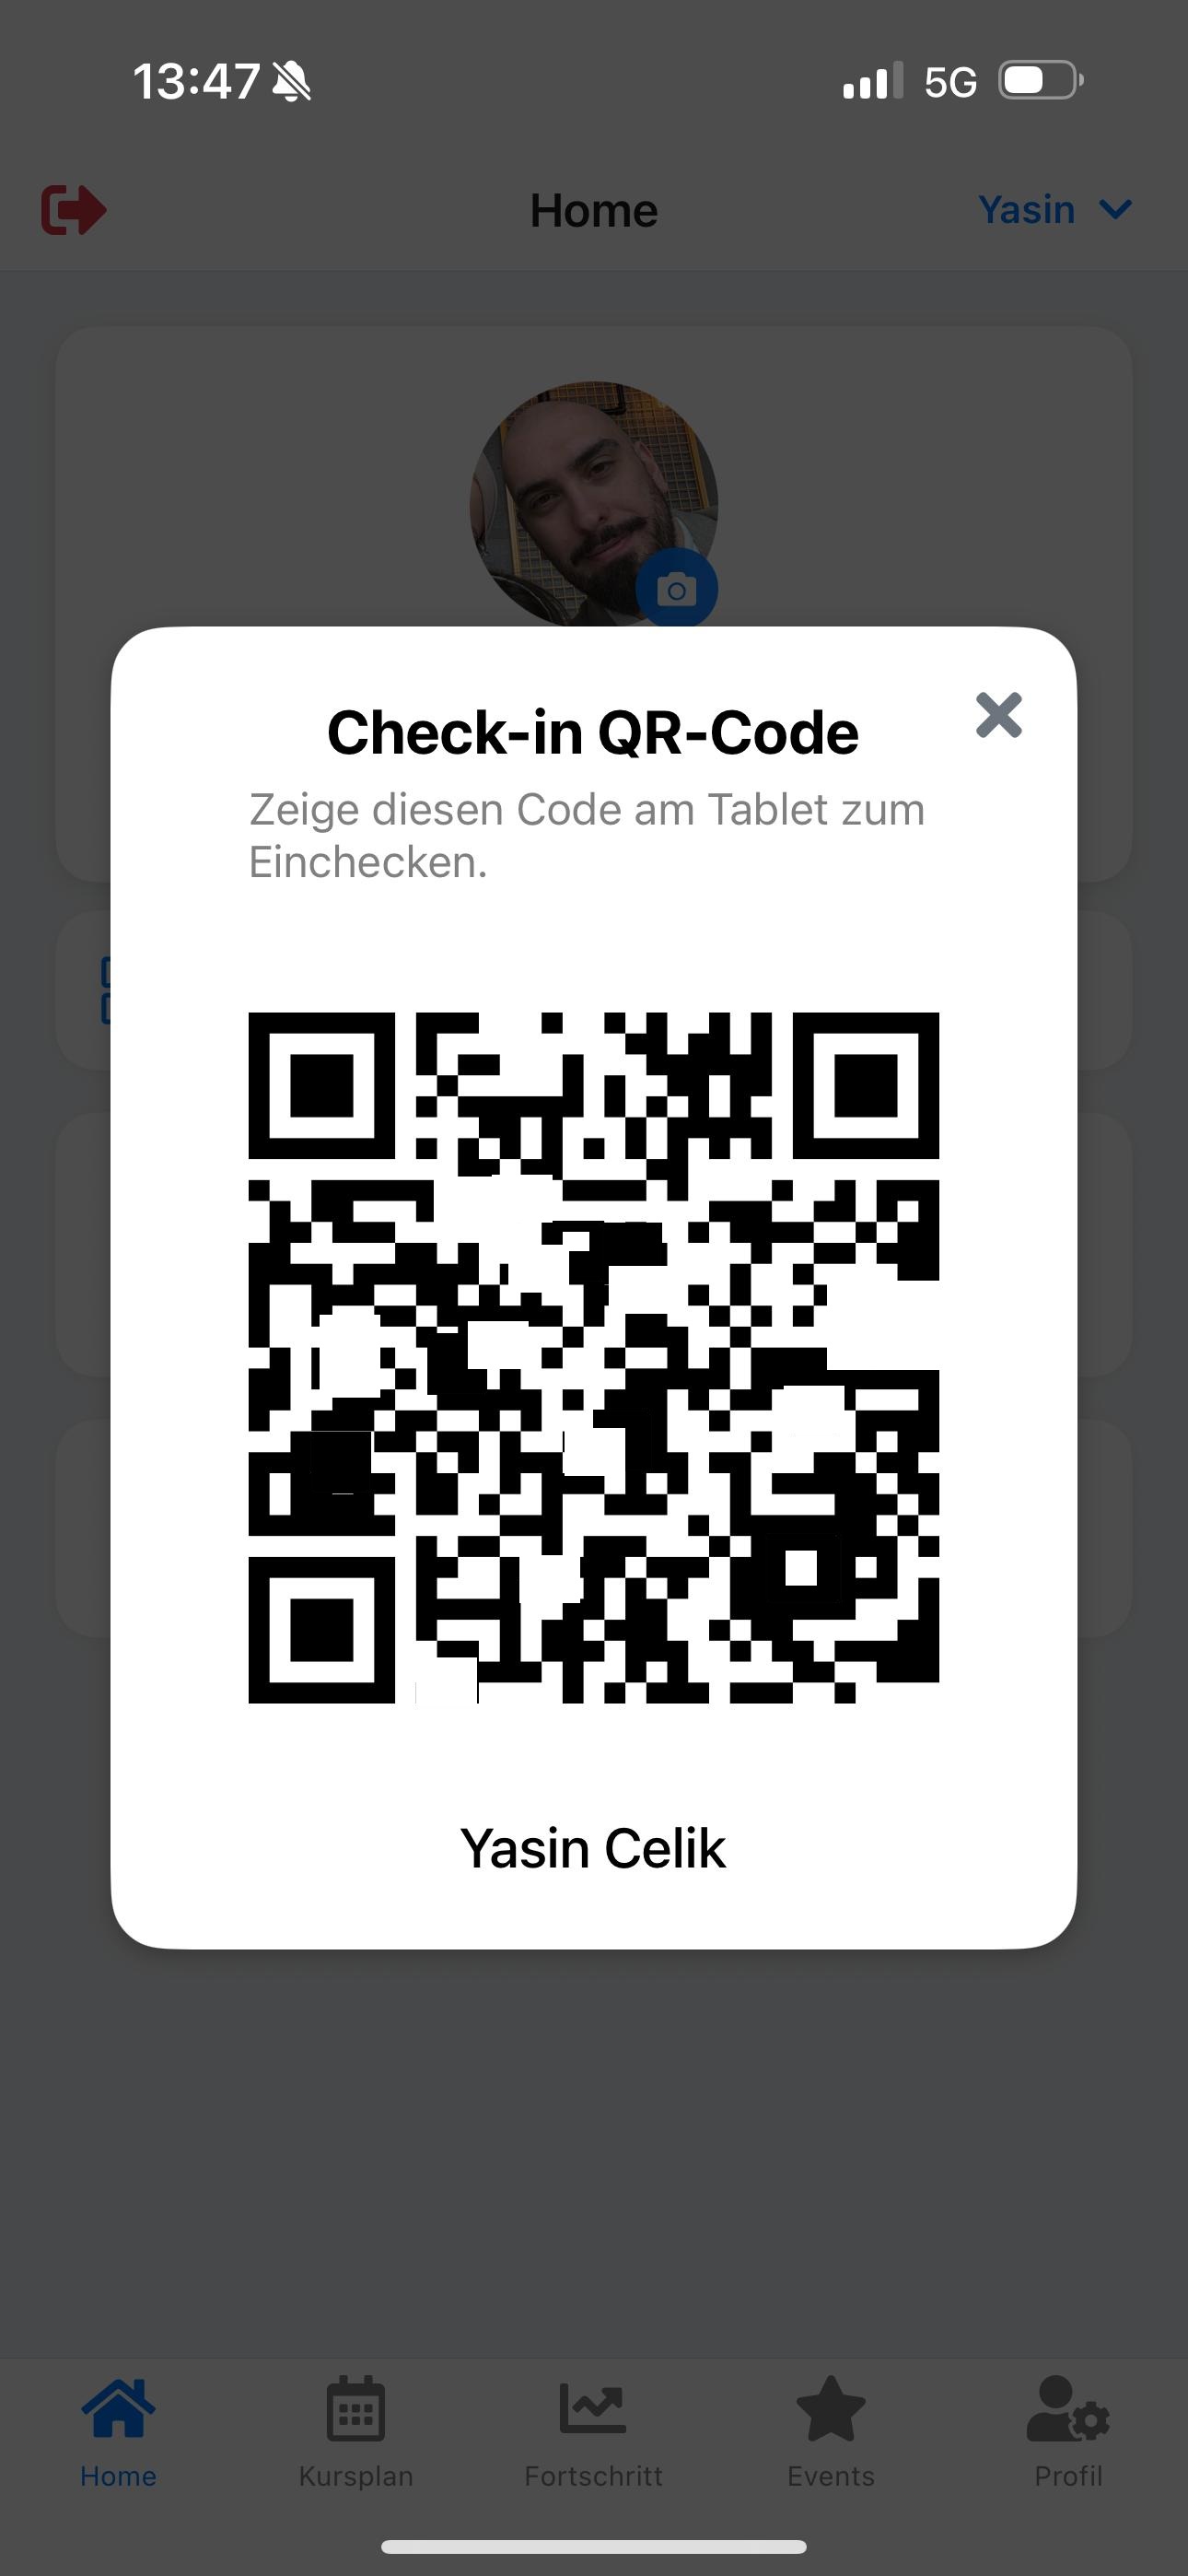 13:47
5G
Home
Yasin
Check-in QR-Code
Zeige diesen Code am Tablet zum
Einchecken.
Yasin Celik
Home
Kursplan
Fortschritt
Events
Profil